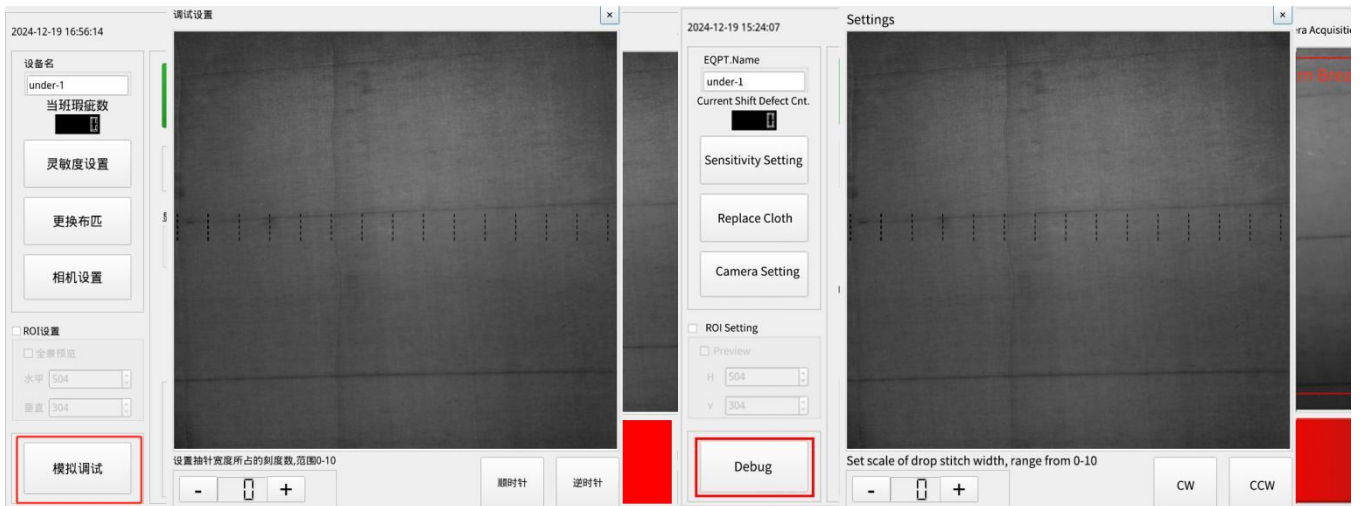 调试设置
2024-12-19 16:56:14
设备名
under-1
当班瑕疵数
0
灵敏度设置
更换布匹
相机设置
ROI设置
全景预览
水平 504
垂直 304
模拟调试
设置抽针宽度所占的刻度数,范围0-10
- 0 +
顺时针
逆时针
Settings
2024-12-19 15:24:07
EQPT.Name
under-1
Current Shift Defect Cnt.
0
Sensitivity Setting
Replace Cloth
Camera Setting
ROI Setting
Preview
H 504
V 304
Debug
Set scale of drop stitch width, range from 0-10
- 0 +
CW
CCW